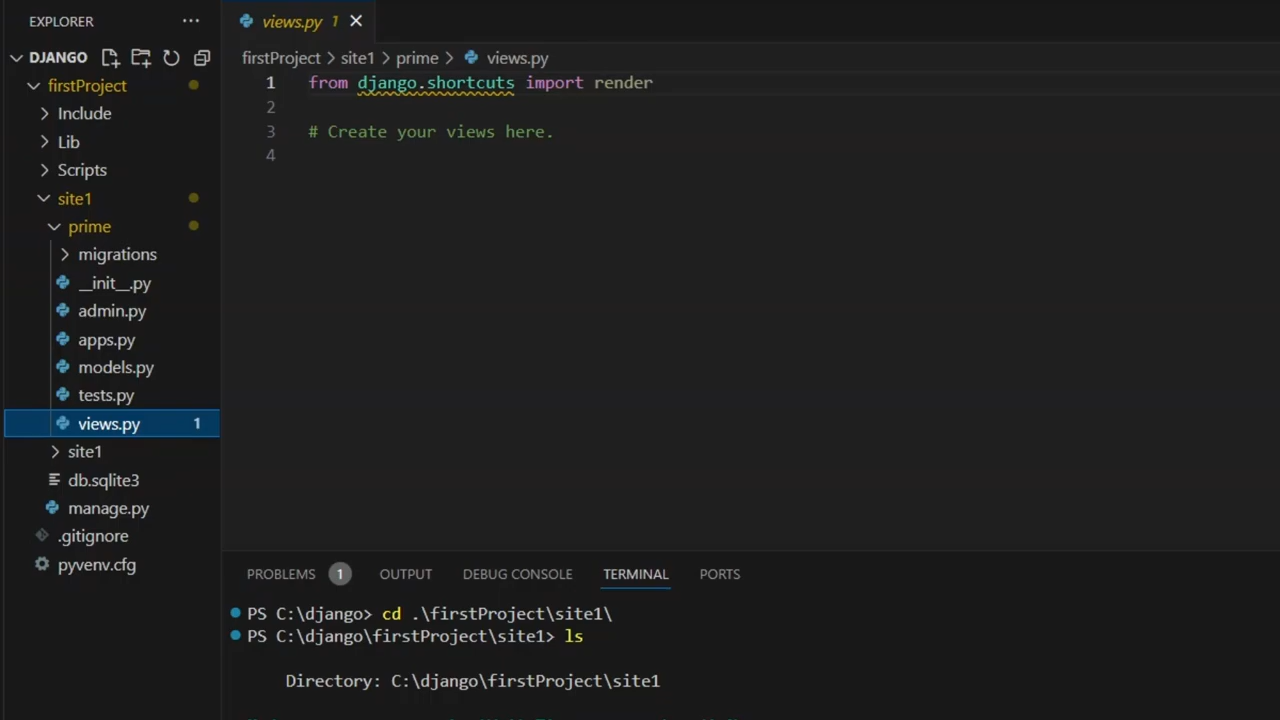 EXPLORER
views.py 1
DJANGO
firstProject
Include
Lib
Scripts
site1
prime
migrations
__init__.py
admin.py
apps.py
models.py
tests.py
views.py 1
site1
db.sqlite3
manage.py
.gitignore
pyvenv.cfg
firstProject > site1 > prime > views.py
1 from django.shortcuts import render
2
3 # Create your views here.
4
PROBLEMS 1 OUTPUT DEBUG CONSOLE TERMINAL PORTS
PS C:\django> cd .\firstProject\site1\
PS C:\django\firstProject\site1> ls
Directory: C:\django\firstProject\site1